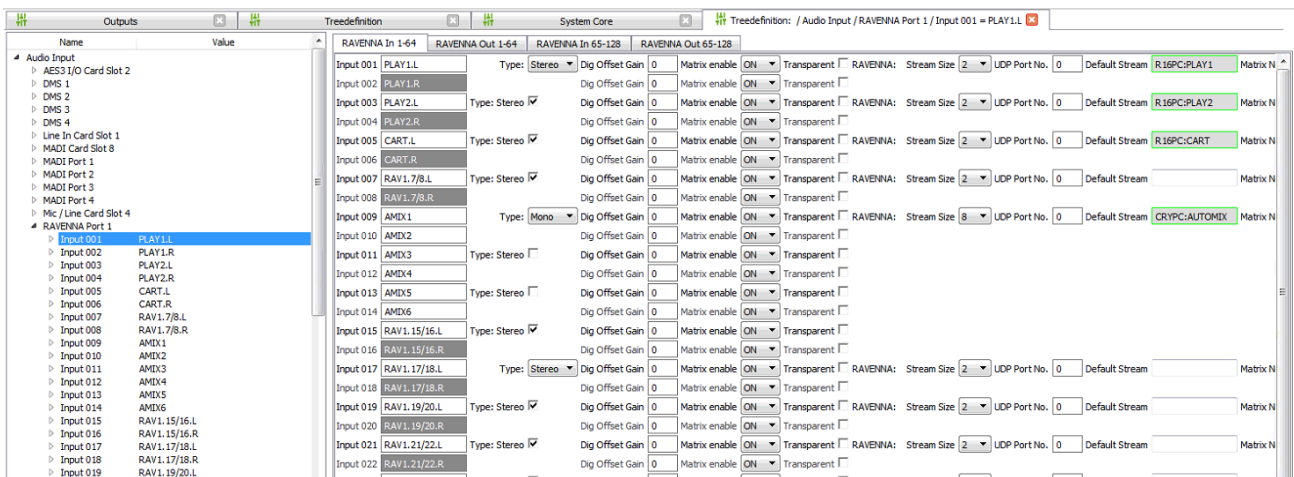 Outputs Treedefinition System Core Treedefinition: / Audio Input / RAVENNA Port 1 / Input 001 = PLAY1.L
Name Value
Audio Input
AES3 I/O Card Slot 2
DMS 1
DMS 2
DMS 3
DMS 4
Line In Card Slot 1
MADI Card Slot 8
MADI Port 1
MADI Port 2
MADI Port 3
MADI Port 4
Mic / Line Card Slot 4
RAVENNA Port 1
Input 001 PLAY1.L
Input 002 PLAY1.R
Input 003 PLAY2.L
Input 004 PLAY2.R
Input 005 CART.L
Input 006 CART.R
Input 007 RAV1.7/8.L
Input 008 RAV1.7/8.R
Input 009 AMIX1
Input 010 AMIX2
Input 011 AMIX3
Input 012 AMIX4
Input 013 AMIX5
Input 014 AMIX6
Input 015 RAV1.15/16.L
Input 016 RAV1.15/16.R
Input 017 RAV1.17/18.L
Input 018 RAV1.17/18.R
Input 019 RAV1.19/20.L
RAVENNA In 1-64 RAVENNA Out 1-64 RAVENNA In 65-128 RAVENNA Out 65-128
Input 001 PLAY1.L Type: Stereo Dig Offset Gain 0 Matrix enable ON Transparent RAVENNA: Stream Size 2 UDP Port No. 0 Default Stream R16PC:PLAY1 Matrix N
Input 002 PLAY1.R Dig Offset Gain 0 Matrix enable ON Transparent
Input 003 PLAY2.L Type: Stereo Dig Offset Gain 0 Matrix enable ON Transparent RAVENNA: Stream Size 2 UDP Port No. 0 Default Stream R16PC:PLAY2 Matrix N
Input 004 PLAY2.R Dig Offset Gain 0 Matrix enable ON Transparent
Input 005 CART.L Type: Stereo Dig Offset Gain 0 Matrix enable ON Transparent RAVENNA: Stream Size 2 UDP Port No. 0 Default Stream R16PC:CART Matrix N
Input 006 CART.R Dig Offset Gain 0 Matrix enable ON Transparent
Input 007 RAV1.7/8.L Type: Stereo Dig Offset Gain 0 Matrix enable ON Transparent RAVENNA: Stream Size 2 UDP Port No. 0 Default Stream Matrix N
Input 008 RAV1.7/8.R Dig Offset Gain 0 Matrix enable ON Transparent
Input 009 AMIX1 Type: Mono Dig Offset Gain 0 Matrix enable ON Transparent RAVENNA: Stream Size 8 UDP Port No. 0 Default Stream CRYPC:AUTOMIX Matrix N
Input 010 AMIX2 Dig Offset Gain 0 Matrix enable ON Transparent
Input 011 AMIX3 Type: Stereo Dig Offset Gain 0 Matrix enable ON Transparent
Input 012 AMIX4 Dig Offset Gain 0 Matrix enable ON Transparent
Input 013 AMIX5 Type: Stereo Dig Offset Gain 0 Matrix enable ON Transparent
Input 014 AMIX6 Dig Offset Gain 0 Matrix enable ON Transparent
Input 015 RAV1.15/16.L Type: Stereo Dig Offset Gain 0 Matrix enable ON Transparent
Input 016 RAV1.15/16.R Dig Offset Gain 0 Matrix enable ON Transparent
Input 017 RAV1.17/18.L Type: Stereo Dig Offset Gain 0 Matrix enable ON Transparent RAVENNA: Stream Size 2 UDP Port No. 0 Default Stream Matrix N
Input 018 RAV1.17/18.R Dig Offset Gain 0 Matrix enable ON Transparent
Input 019 RAV1.19/20.L Type: Stereo Dig Offset Gain 0 Matrix enable ON Transparent RAVENNA: Stream Size 2 UDP Port No. 0 Default Stream Matrix N
Input 020 RAV1.19/20.R Dig Offset Gain 0 Matrix enable ON Transparent
Input 021 RAV1.21/22.L Type: Stereo Dig Offset Gain 0 Matrix enable ON Transparent RAVENNA: Stream Size 2 UDP Port No. 0 Default Stream Matrix N
Input 022 RAV1.21/22.R Dig Offset Gain 0 Matrix enable ON Transparent